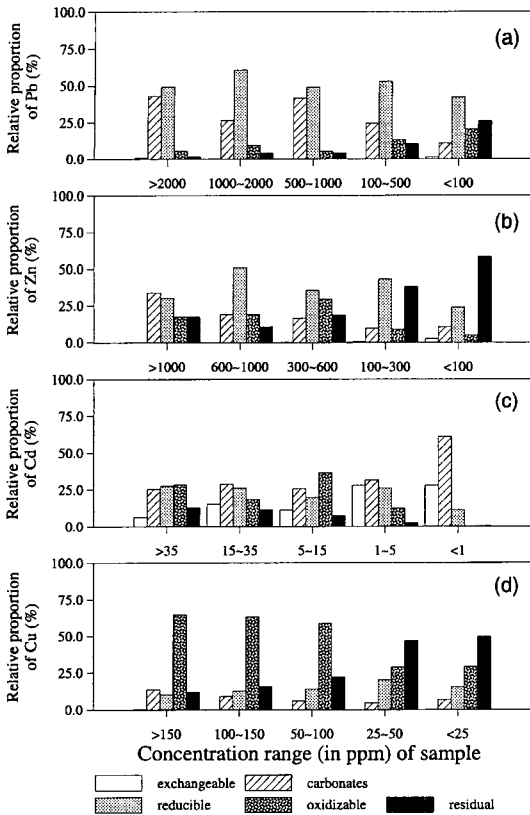 (a)
Relative proportion
of Pb (%)
100.0
75.0
50.0
25.0
0.0
>2000 1000~2000 500~1000 100~500 <100
(b)
Relative proportion
of Zn (%)
100.0
75.0
50.0
25.0
0.0
>1000 600~1000 300~600 100~300 <100
(c)
Relative proportion
of Cd (%)
100.0
75.0
50.0
25.0
0.0
>35 15~35 5~15 1~5 <1
(d)
Relative proportion
of Cu (%)
100.0
75.0
50.0
25.0
0.0
>150 100~150 50~100 25~50 <25
Concentration range (in ppm) of sample
exchangeable carbonates
reducible oxidizable residual